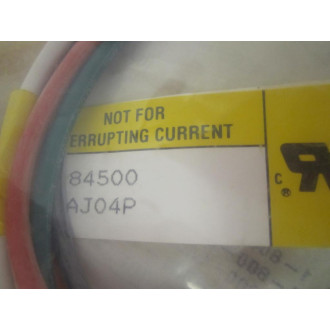 NOT FOR
ERRUPTING CURRENT
84500
AJ04P
c
®